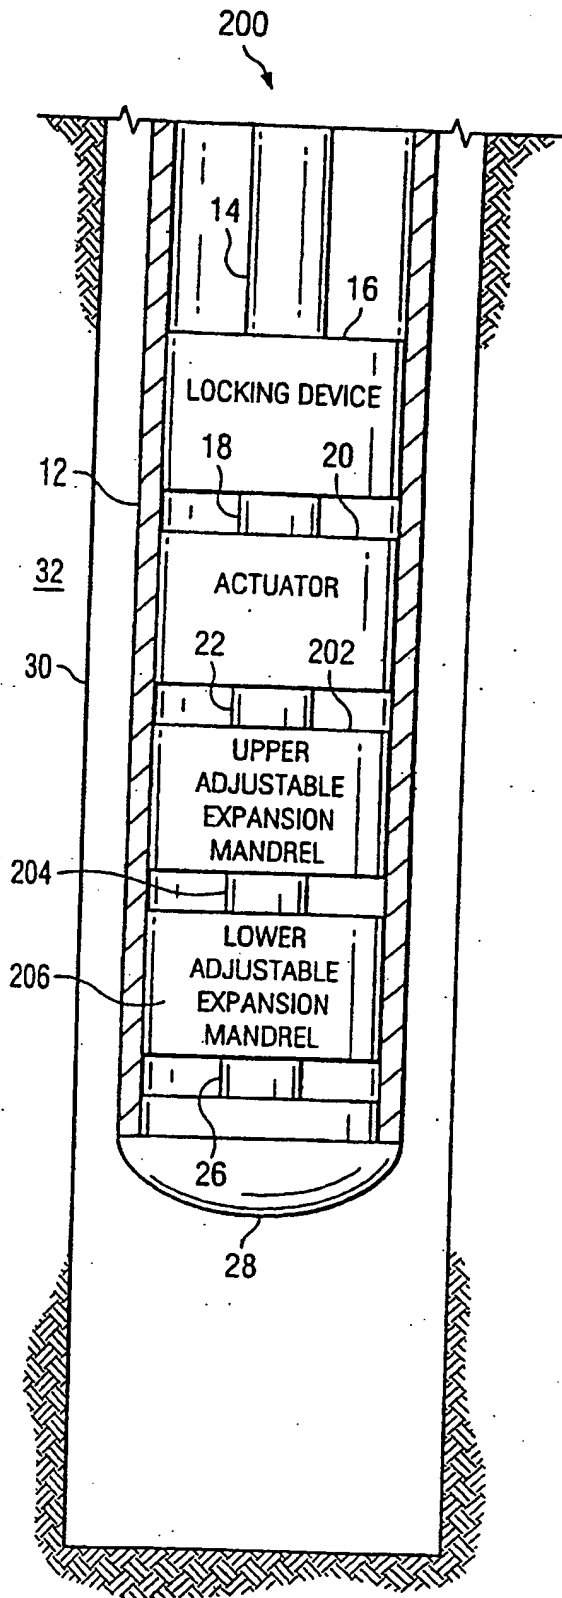 200
14
16
LOCKING DEVICE
12
18
20
32
ACTUATOR
30
22
202
UPPER
ADJUSTABLE
EXPANSION
MANDREL
204
LOWER
ADJUSTABLE
EXPANSION
MANDREL
206
26
28